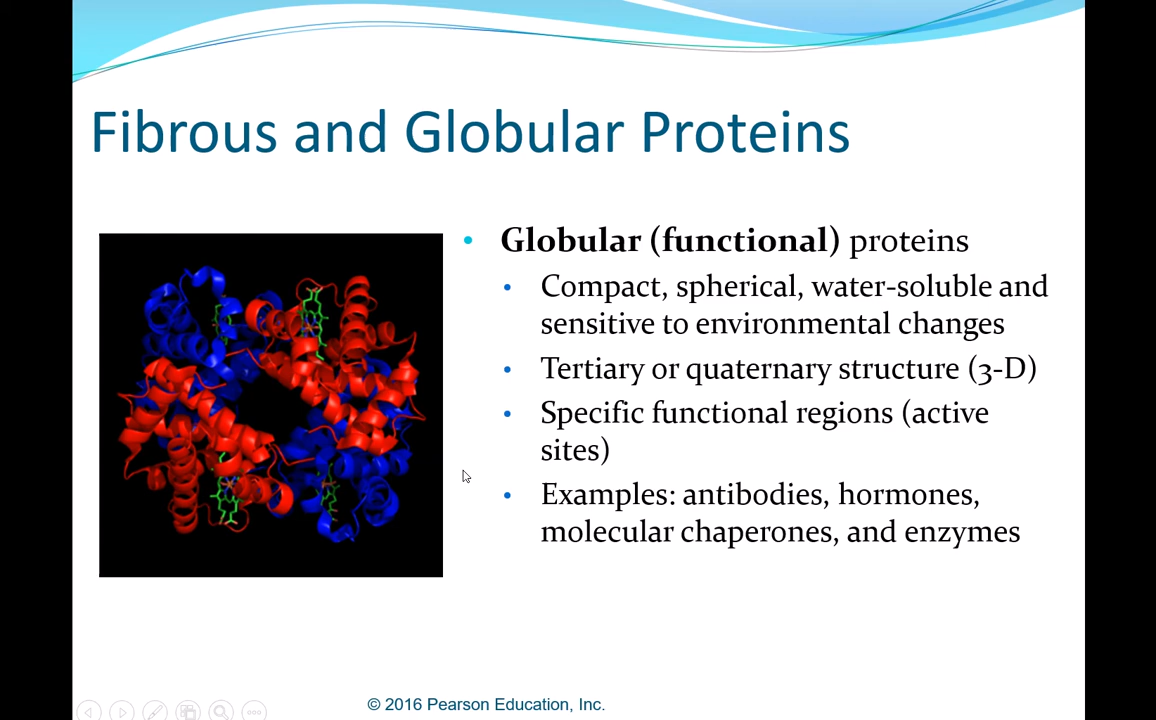 Fibrous and Globular Proteins
• Globular (functional) proteins
• Compact, spherical, water-soluble and
sensitive to environmental changes
• Tertiary or quaternary structure (3-D)
• Specific functional regions (active
sites)
• Examples: antibodies, hormones,
molecular chaperones, and enzymes
© 2016 Pearson Education, Inc.